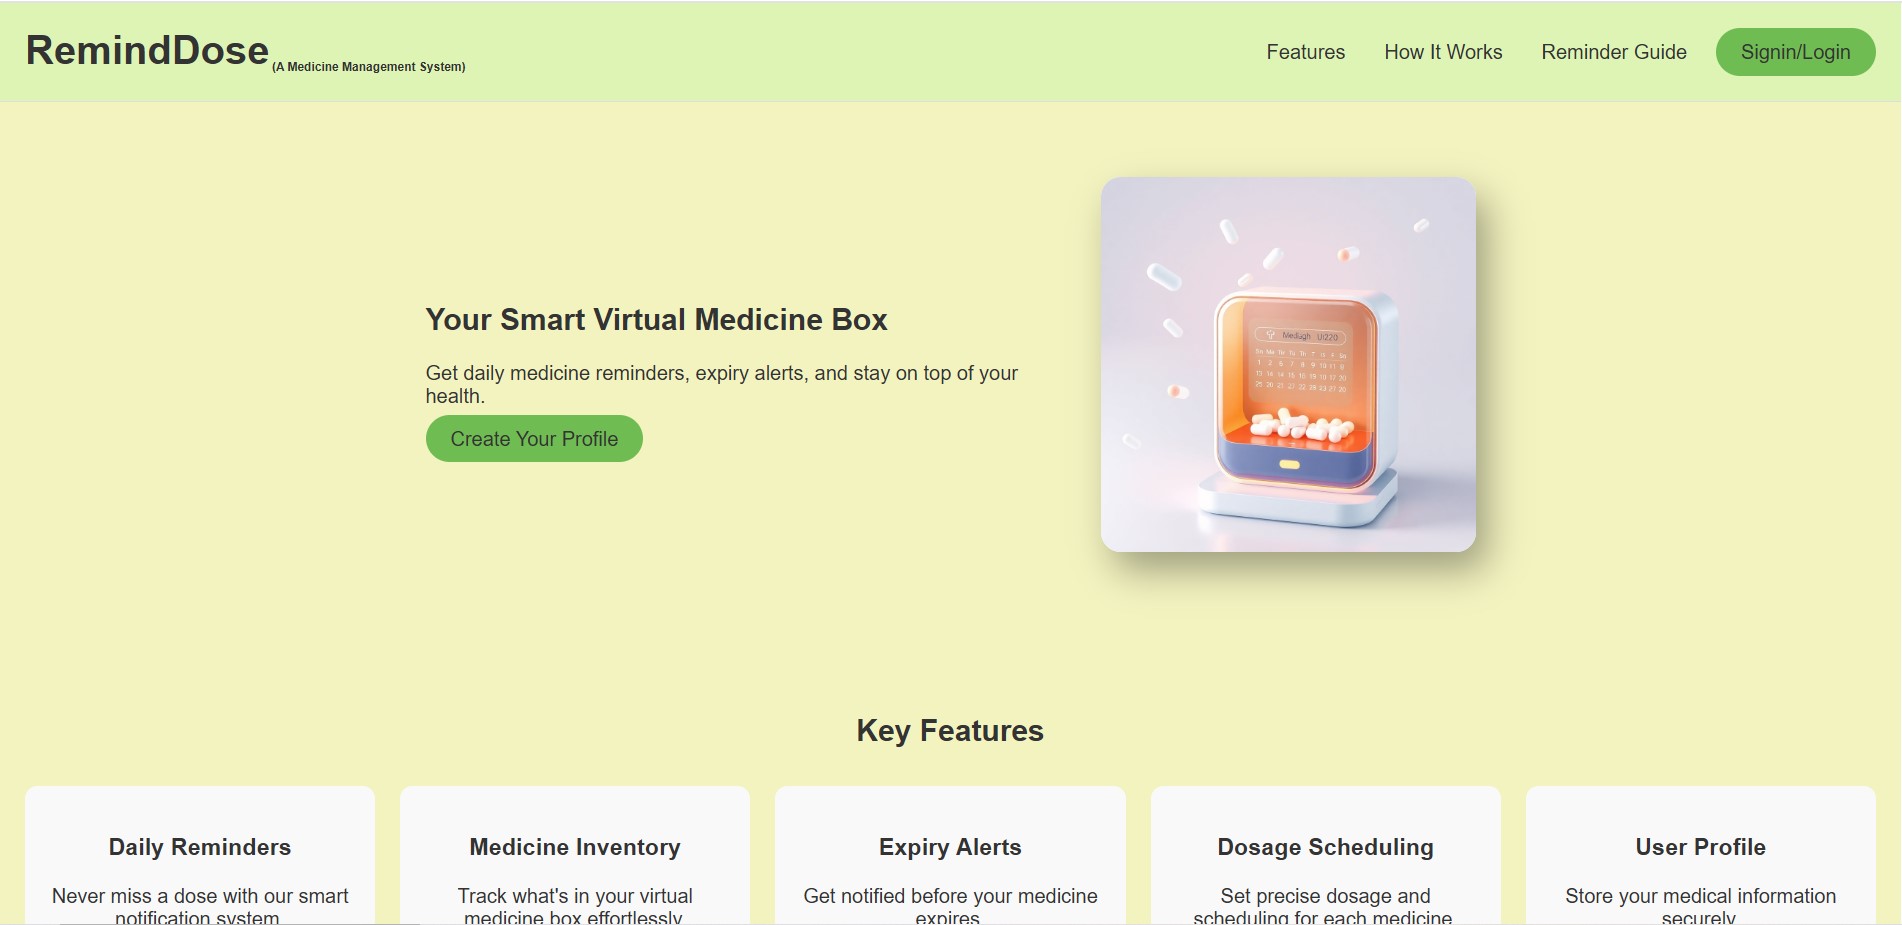 RemindDose (A Medicine Management System)
Features How It Works Reminder Guide Signin/Login
Your Smart Virtual Medicine Box
Get daily medicine reminders, expiry alerts, and stay on top of your
health.
Create Your Profile
Key Features
Daily Reminders
Never miss a dose with our smart
notification system
Medicine Inventory
Track what's in your virtual
medicine box effortlessly
Expiry Alerts
Get notified before your medicine
expires
Dosage Scheduling
Set precise dosage and
scheduling for each medicine
User Profile
Store your medical information
securely